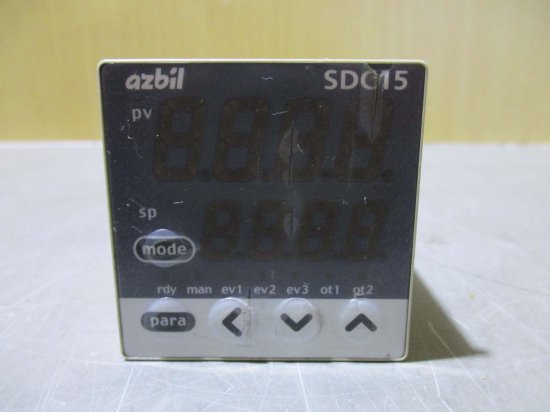 azbil SDC15
pv
sp
mode
rdy man ev1 ev2 ev3 ot1 ot2
para